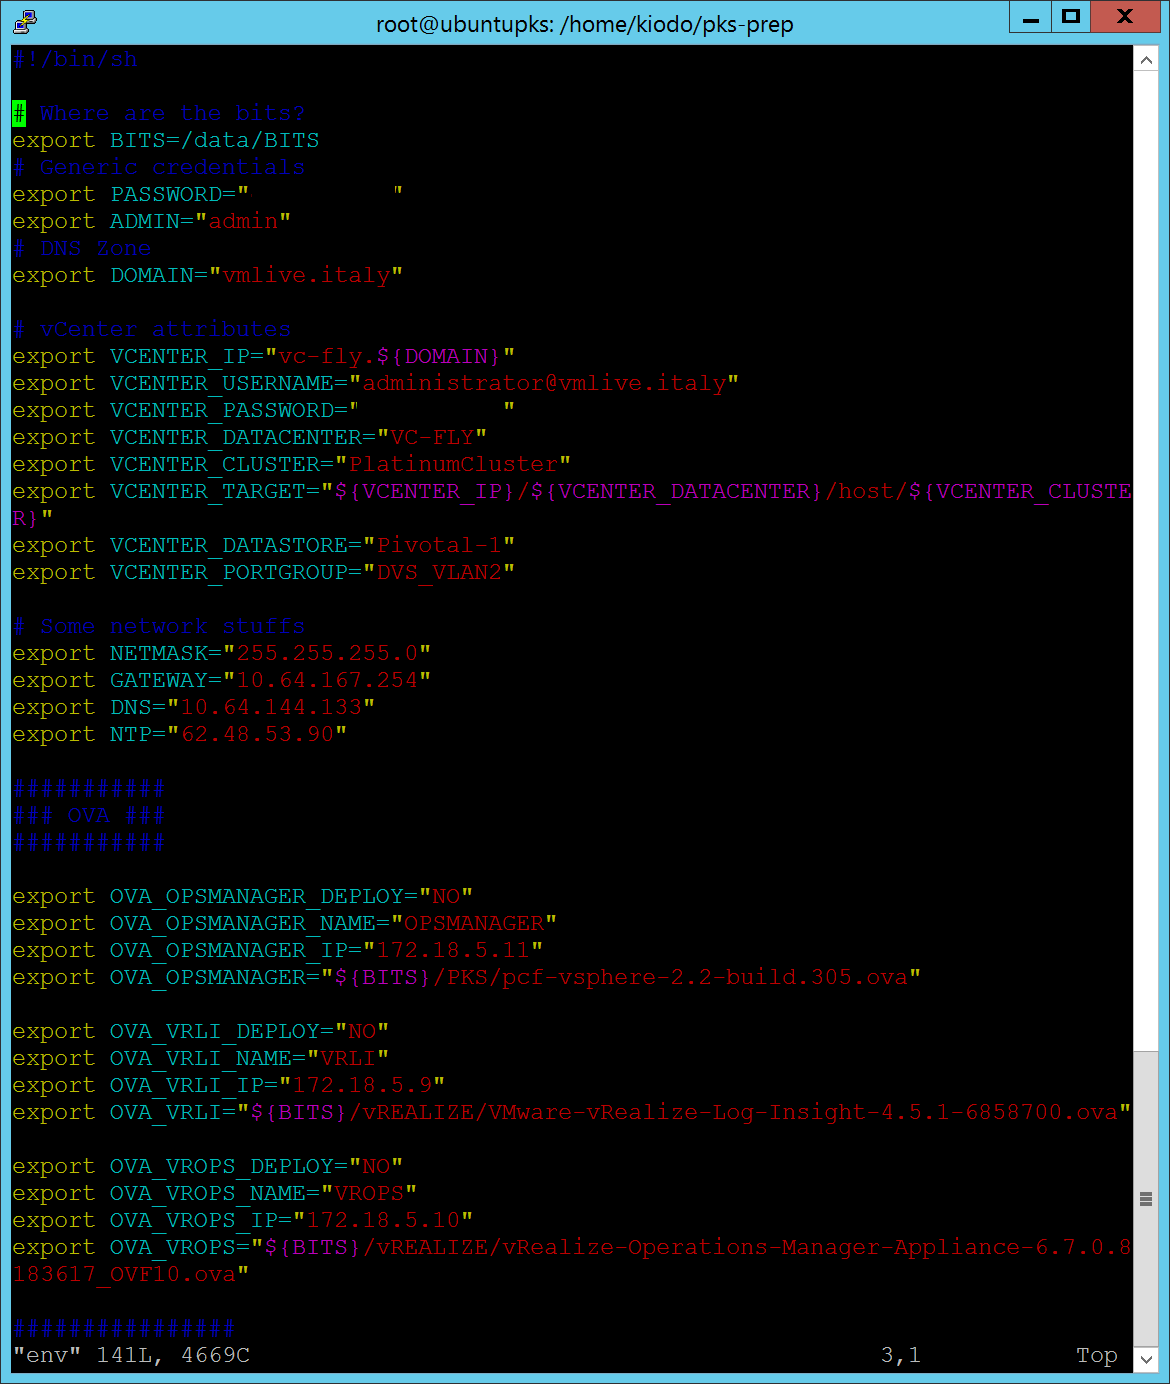 root@ubuntupks: /home/kiodo/pks-prep
#!/bin/sh
# Where are the bits?
export BITS=/data/BITS
# Generic credentials
export PASSWORD="          "
export ADMIN="admin"
# DNS Zone
export DOMAIN="vmlive.italy"
# vCenter attributes
export VCENTER_IP="vc-fly.${DOMAIN}"
export VCENTER_USERNAME="administrator@vmlive.italy"
export VCENTER_PASSWORD="          "
export VCENTER_DATACENTER="VC-FLY"
export VCENTER_CLUSTER="PlatinumCluster"
export VCENTER_TARGET="${VCENTER_IP}/${VCENTER_DATACENTER}/host/${VCENTER_CLUSTE
R}"
export VCENTER_DATASTORE="Pivotal-1"
export VCENTER_PORTGROUP="DVS_VLAN2"
# Some network stuffs
export NETMASK="255.255.255.0"
export GATEWAY="10.64.167.254"
export DNS="10.64.144.133"
export NTP="62.48.53.90"
###########
### OVA ###
###########
export OVA_OPSMANAGER_DEPLOY="NO"
export OVA_OPSMANAGER_NAME="OPSMANAGER"
export OVA_OPSMANAGER_IP="172.18.5.11"
export OVA_OPSMANAGER="${BITS}/PKS/pcf-vsphere-2.2-build.305.ova"
export OVA_VRLI_DEPLOY="NO"
export OVA_VRLI_NAME="VRLI"
export OVA_VRLI_IP="172.18.5.9"
export OVA_VRLI="${BITS}/vREALIZE/VMware-vRealize-Log-Insight-4.5.1-6858700.ova"
export OVA_VROPS_DEPLOY="NO"
export OVA_VROPS_NAME="VROPS"
export OVA_VROPS_IP="172.18.5.10"
export OVA_VROPS="${BITS}/vREALIZE/vRealize-Operations-Manager-Appliance-6.7.0.8
183617_OVF10.ova"
################
"env" 141L, 4669C 3,1 Top